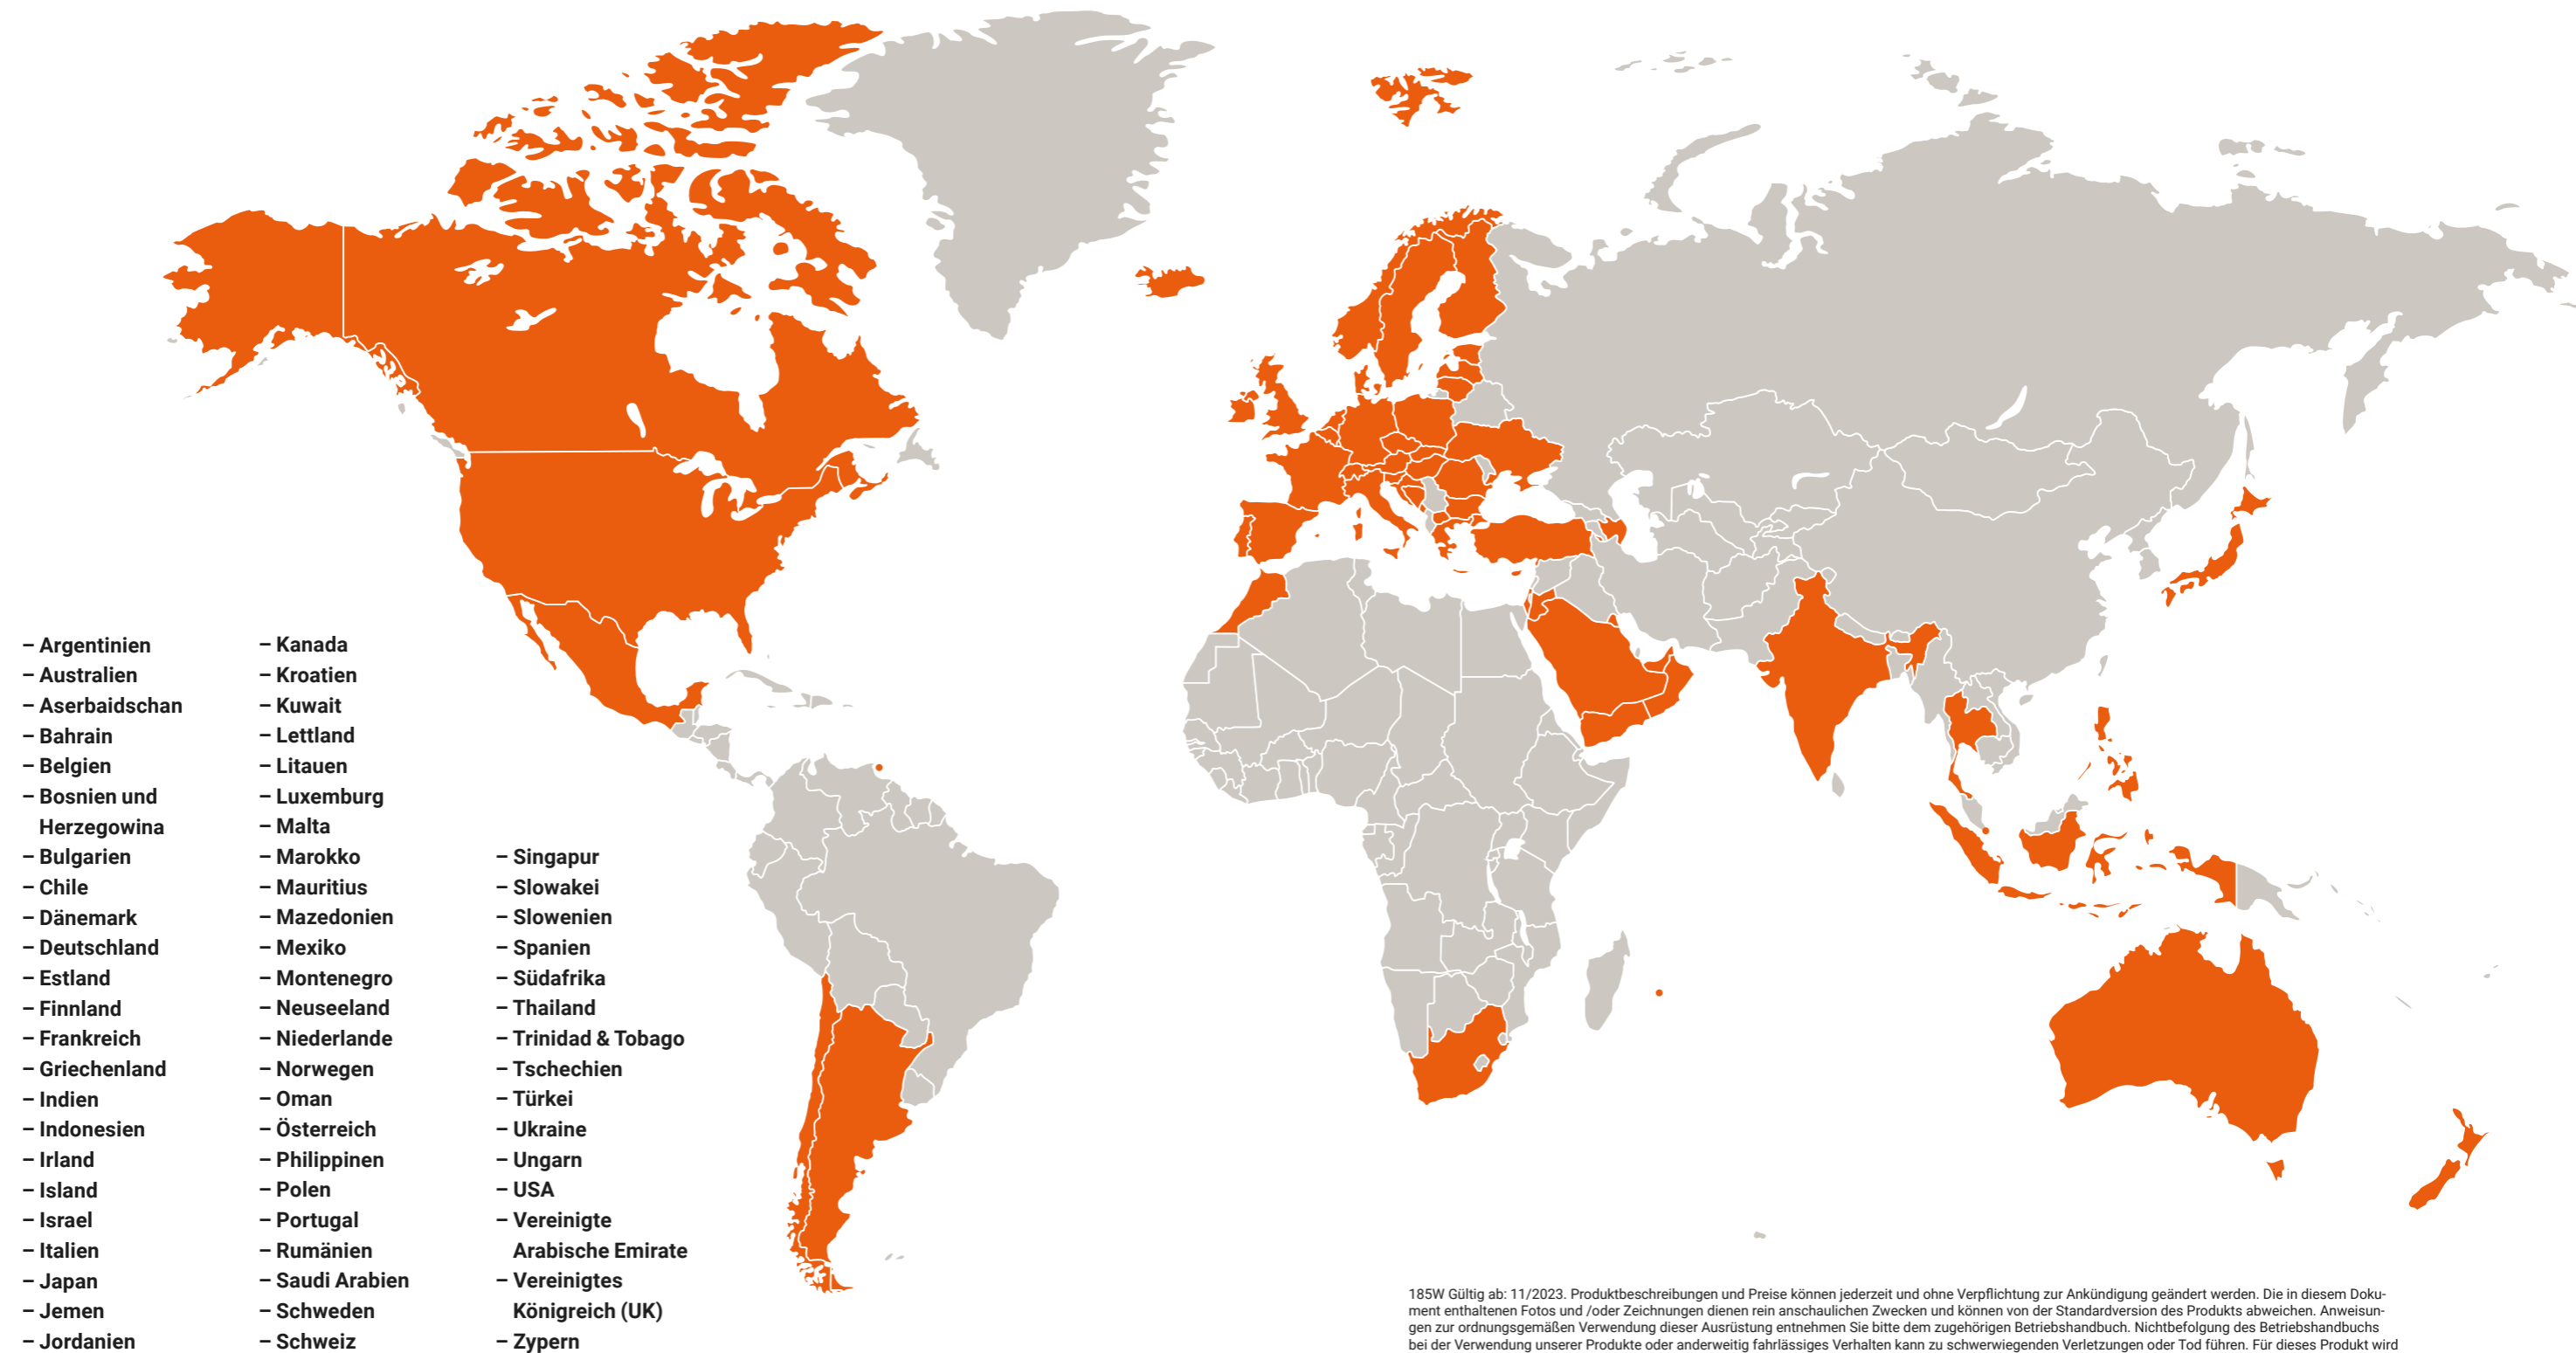 – Argentinien
– Australien
– Aserbaidschan
– Bahrain
– Belgien
– Bosnien und
Herzegowina
– Bulgarien
– Chile
– Dänemark
– Deutschland
– Estland
– Finnland
– Frankreich
– Griechenland
– Indien
– Indonesien
– Irland
– Island
– Israel
– Italien
– Japan
– Jemen
– Jordanien
– Kanada
– Kroatien
– Kuwait
– Lettland
– Litauen
– Luxemburg
– Malta
– Marokko
– Mauritius
– Mazedonien
– Mexiko
– Montenegro
– Neuseeland
– Niederlande
– Norwegen
– Oman
– Österreich
– Philippinen
– Polen
– Portugal
– Rumänien
– Saudi Arabien
– Schweden
– Schweiz
– Singapur
– Slowakei
– Slowenien
– Spanien
– Südafrika
– Thailand
– Trinidad & Tobago
– Tschechien
– Türkei
– Ukraine
– Ungarn
– USA
– Vereinigte
Arabische Emirate
– Vereinigtes
Königreich (UK)
– Zypern
185W Gültig ab: 11/2023. Produktbeschreibungen und Preise können jederzeit und ohne Verpflichtung zur Ankündigung geändert werden. Die in diesem Doku-
ment enthaltenen Fotos und /oder Zeichnungen dienen rein anschaulichen Zwecken und können von der Standardversion des Produkts abweichen. Anweisun-
gen zur ordnungsgemäßen Verwendung dieser Ausrüstung entnehmen Sie bitte dem zugehörigen Betriebshandbuch. Nichtbefolgung des Betriebshandbuchs
bei der Verwendung unserer Produkte oder anderweitig fahrlässiges Verhalten kann zu schwerwiegenden Verletzungen oder Tod führen. Für dieses Produkt wird